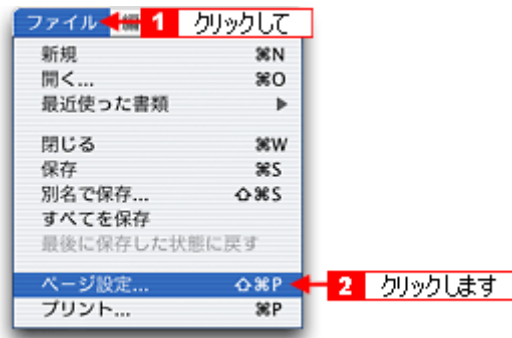 ファイル 編 1 クリックして
新規 ⌘N
開く... ⌘O
最近使った書類 ▶
閉じる ⌘W
保存 ⌘S
別名で保存... ⇧⌘S
すべてを保存
最後に保存した状態に戻す
ページ設定... ⇧⌘P 2 クリックします
プリント... ⌘P